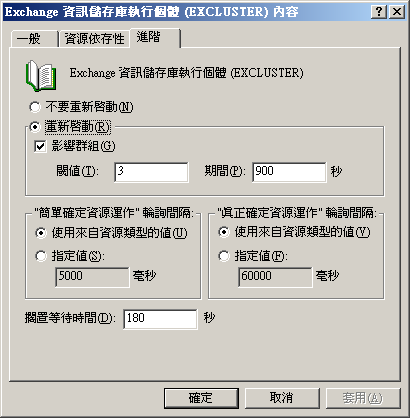 Exchange 資訊儲存庫執行個體 (EXCLUSTER) 內容
一般 資源依存性 進階
Exchange 資訊儲存庫執行個體 (EXCLUSTER)
不要重新啟動(N)
重新啟動(R)
影響群組(G)
閾值(T): 3 期間(P): 900 秒
"簡單確定資源運作" 輪詢間隔: "真正確定資源運作" 輪詢間隔:
使用來自資源類型的值(U) 使用來自資源類型的值(V)
指定值(S): 指定值(F):
5000 毫秒 60000 毫秒
擱置等待時間(D): 180 秒
確定 取消 套用(A)